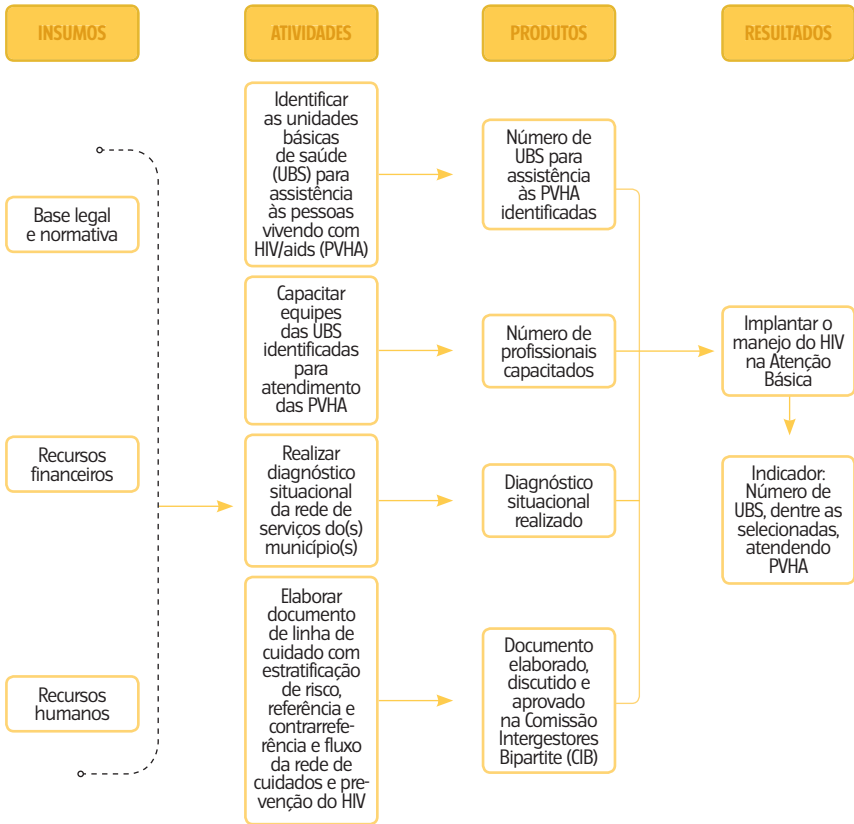 INSUMOS
ATIVIDADES
PRODUTOS
RESULTADOS
Base legal
e normativa
Recursos
financeiros
Recursos
humanos
Identificar
as unidades
básicas
de saúde
(UBS) para
assistência
às pessoas
vivendo com
HIV/aids (PVHA)
Capacitar
equipes
das UBS
identificadas
para
atendimento
das PVHA
Realizar
diagnóstico
situacional
da rede de
serviços do(s)
município(s)
Elaborar
documento
de linha de
cuidado com
estratificação
de risco,
referência e
contrarrefe-
rência e fluxo
da rede de
cuidados e pre-
venção do HIV
Número de
UBS para
assistência
às PVHA
identificadas
Número de
profissionais
capacitados
Diagnóstico
situacional
realizado
Documento
elaborado,
discutido e
aprovado
na Comissão
Intergestores
Bipartite (CIB)
Implantar o
manejo do HIV
na Atenção
Básica
Indicador:
Número de
UBS, dentre as
selecionadas,
atendendo
PVHA